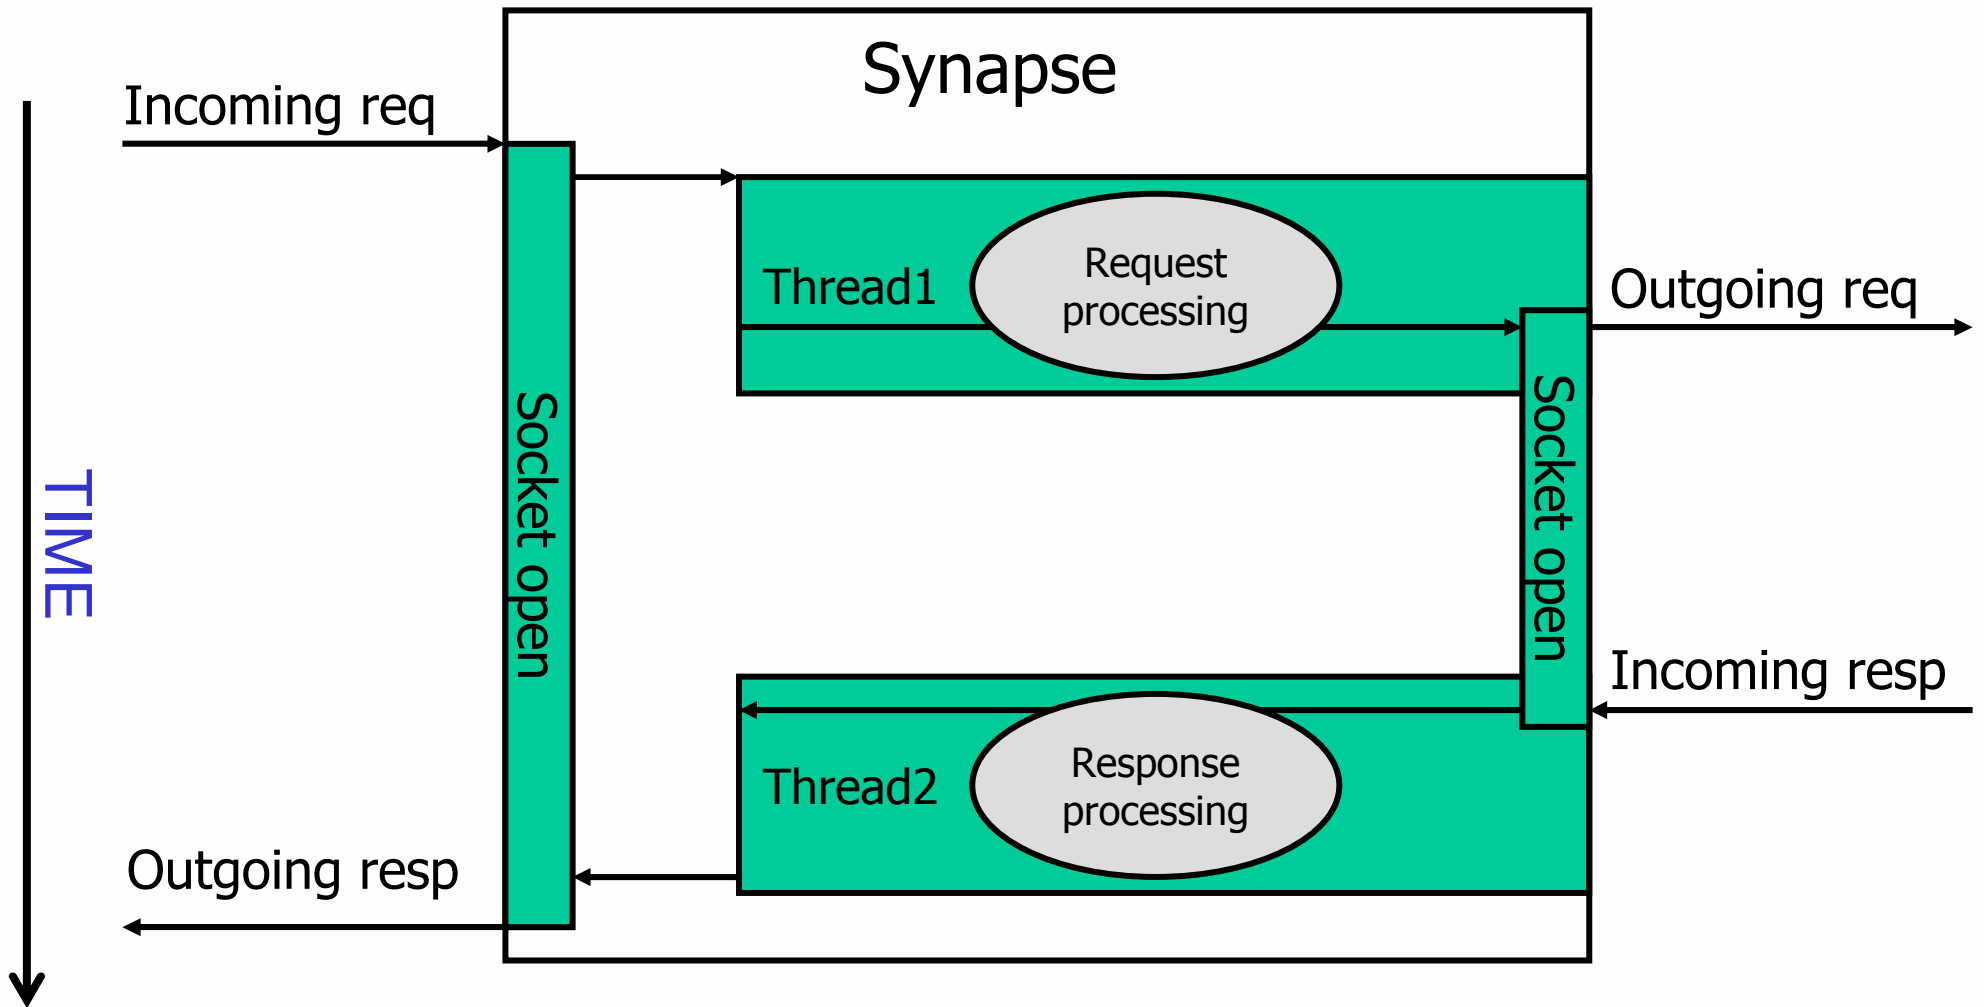 Synapse
Incoming req
Request
processing
Thread1
Outgoing req
Socket open
Socket open
TIME
Incoming resp
Response
processing
Thread2
Outgoing resp